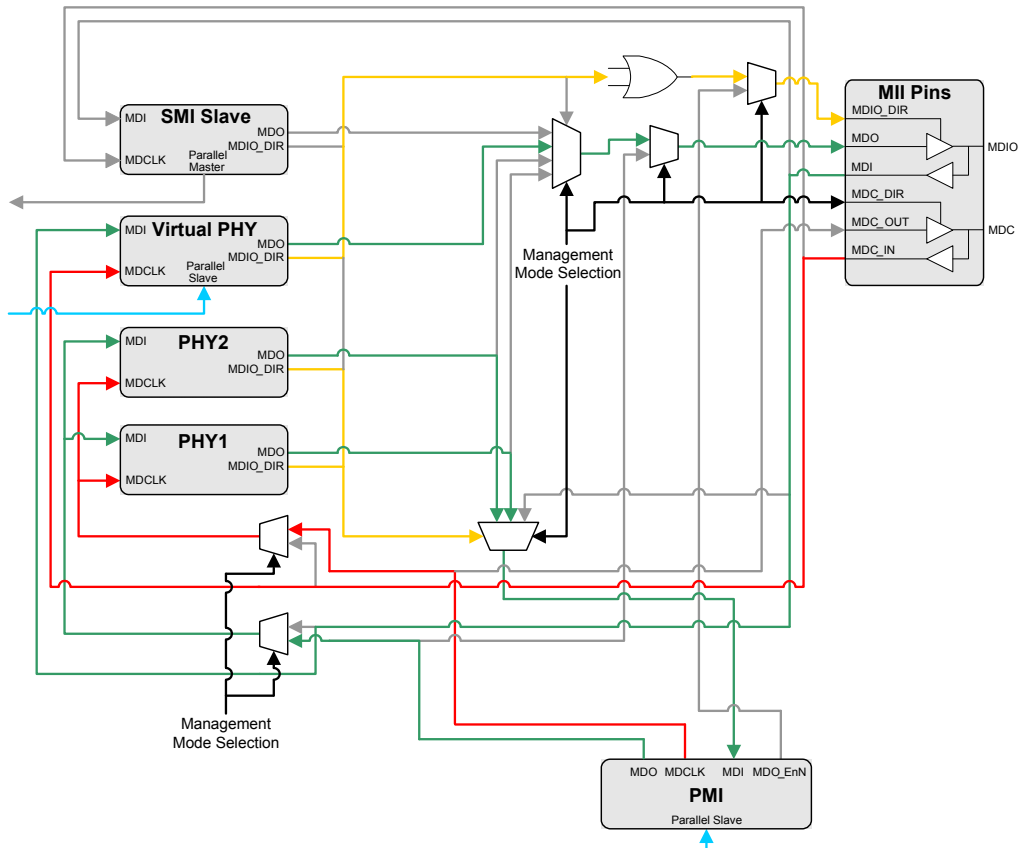 MII Pins
MDIO_DIR
MDO
MDIO
MDI
MDC_DIR
MDC_OUT
MDC
MDC_IN
SMI Slave
MDI
MDO
MDIO_DIR
MDCLK
Parallel
Master
Virtual PHY
MDI
MDO
MDIO_DIR
MDCLK
Parallel
Slave
Management
Mode Selection
PHY2
MDI
MDO
MDIO_DIR
MDCLK
PHY1
MDI
MDO
MDIO_DIR
MDCLK
Management
Mode Selection
MDO
MDCLK
MDI
MDO_EnN
PMI
Parallel Slave